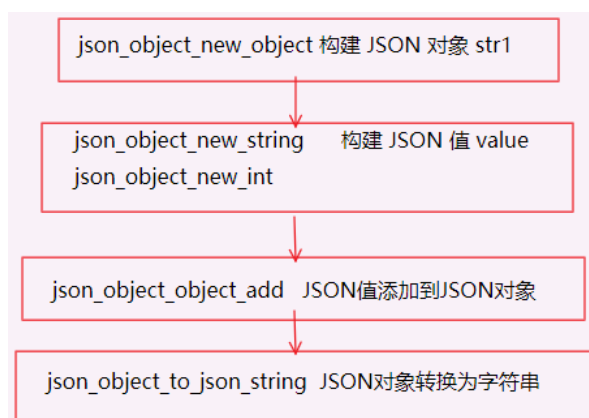 json_object_new_object 构建 JSON 对象 str1
json_object_new_string 构建 JSON 值 value
json_object_new_int
json_object_object_add JSON值添加到JSON对象
json_object_to_json_string JSON对象转换为字符串